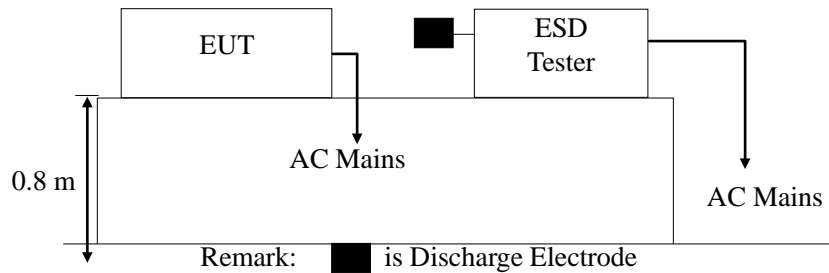 EUT
ESD
Tester
AC Mains
0.8 m
AC Mains
Remark: is Discharge Electrode